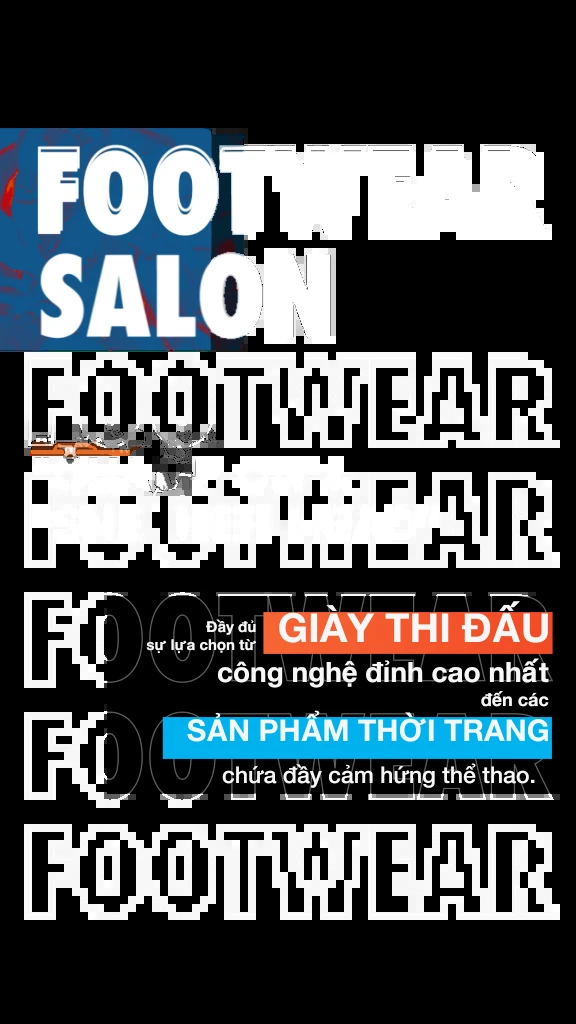 FOOTWEAR
SALON
FOOTWEAR
FOOTWEAR
FOOTWEAR
Đầy đủ
sự lựa chọn từ
GIÀY THI ĐẤU
công nghệ đỉnh cao nhất
đến các
FOOTWEAR
SẢN PHẨM THỜI TRANG
chứa đầy cảm hứng thể thao.
FOOTWEAR